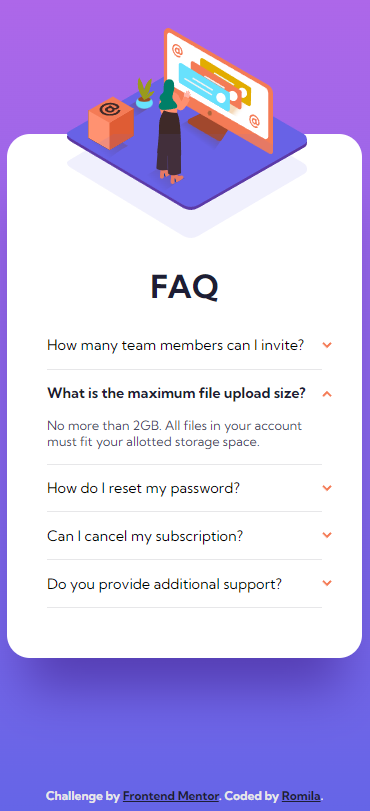 FAQ
How many team members can I invite?
What is the maximum file upload size?
No more than 2GB. All files in your account
must fit your allotted storage space.
How do I reset my password?
Can I cancel my subscription?
Do you provide additional support?
Challenge by Frontend Mentor. Coded by Romila.